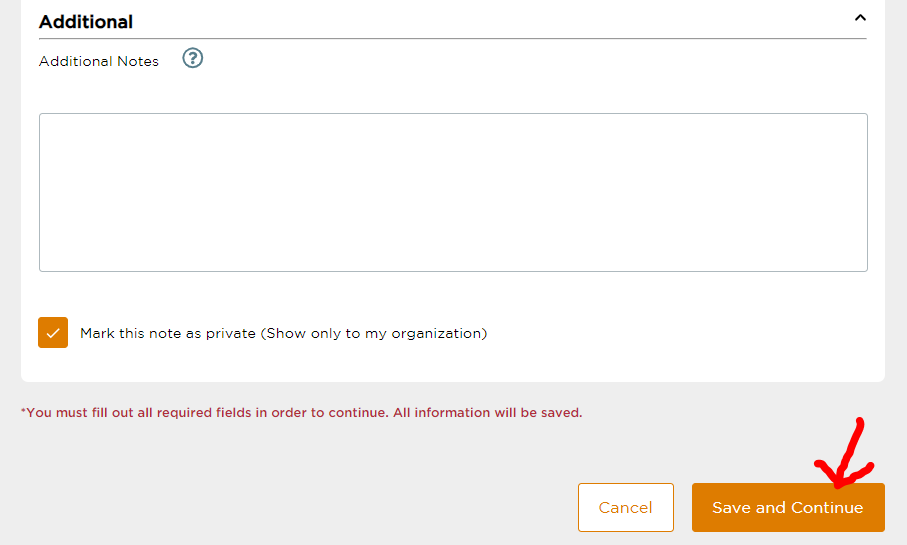 Additional
Additional Notes ?
Mark this note as private (Show only to my organization)
*You must fill out all required fields in order to continue. All information will be saved.
Cancel Save and Continue